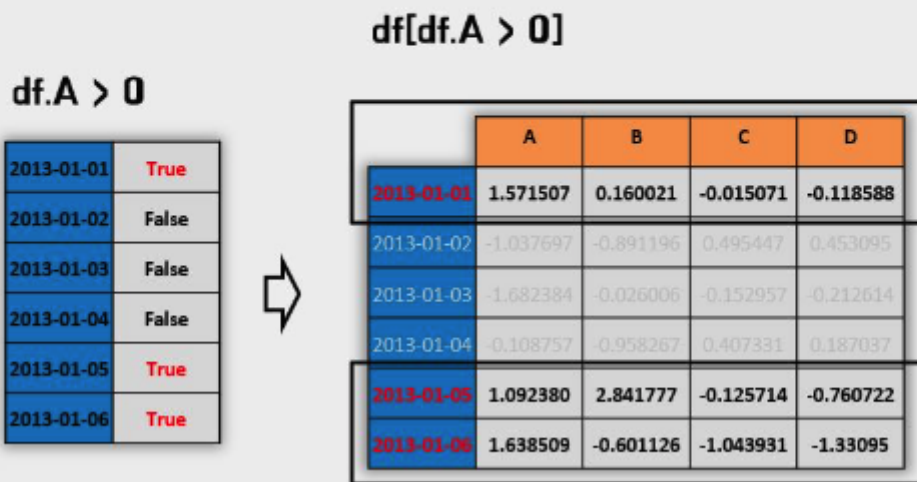 df[df.A > 0]
df.A > 0
2013-01-01 True
2013-01-02 False
2013-01-03 False
2013-01-04 False
2013-01-05 True
2013-01-06 True
A B C D
2013-01-01 1.571507 0.160021 -0.015071 -0.118588
2013-01-02 -1.037697 -0.891196 0.495447 0.453095
2013-01-03 -1.682384 -0.026006 -0.152957 -0.212614
2013-01-04 -0.108757 -0.958267 0.407331 0.187037
2013-01-05 1.092380 2.841777 -0.125714 -0.760722
2013-01-06 1.638509 -0.601126 -1.043931 -1.33095